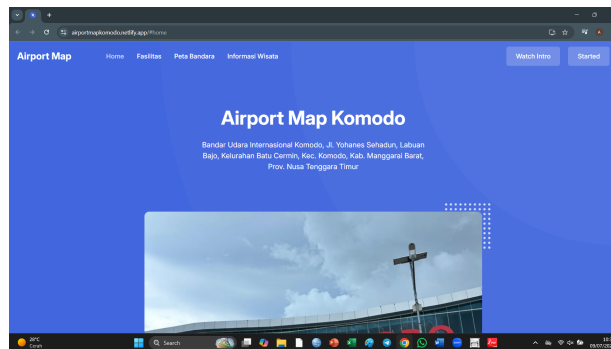 airportmapkomodo.netlify.app/#home
Airport Map
Home Fasilitas Peta Bandara Informasi Wisata
Watch Intro Started
Airport Map Komodo
Bandar Udara Internasional Komodo, Jl. Yohanes Sehadun, Labuan
Bajo, Kelurahan Batu Cermin, Kec. Komodo, Kab. Manggarai Barat,
Prov. Nusa Tenggara Timur
Search
Cerah